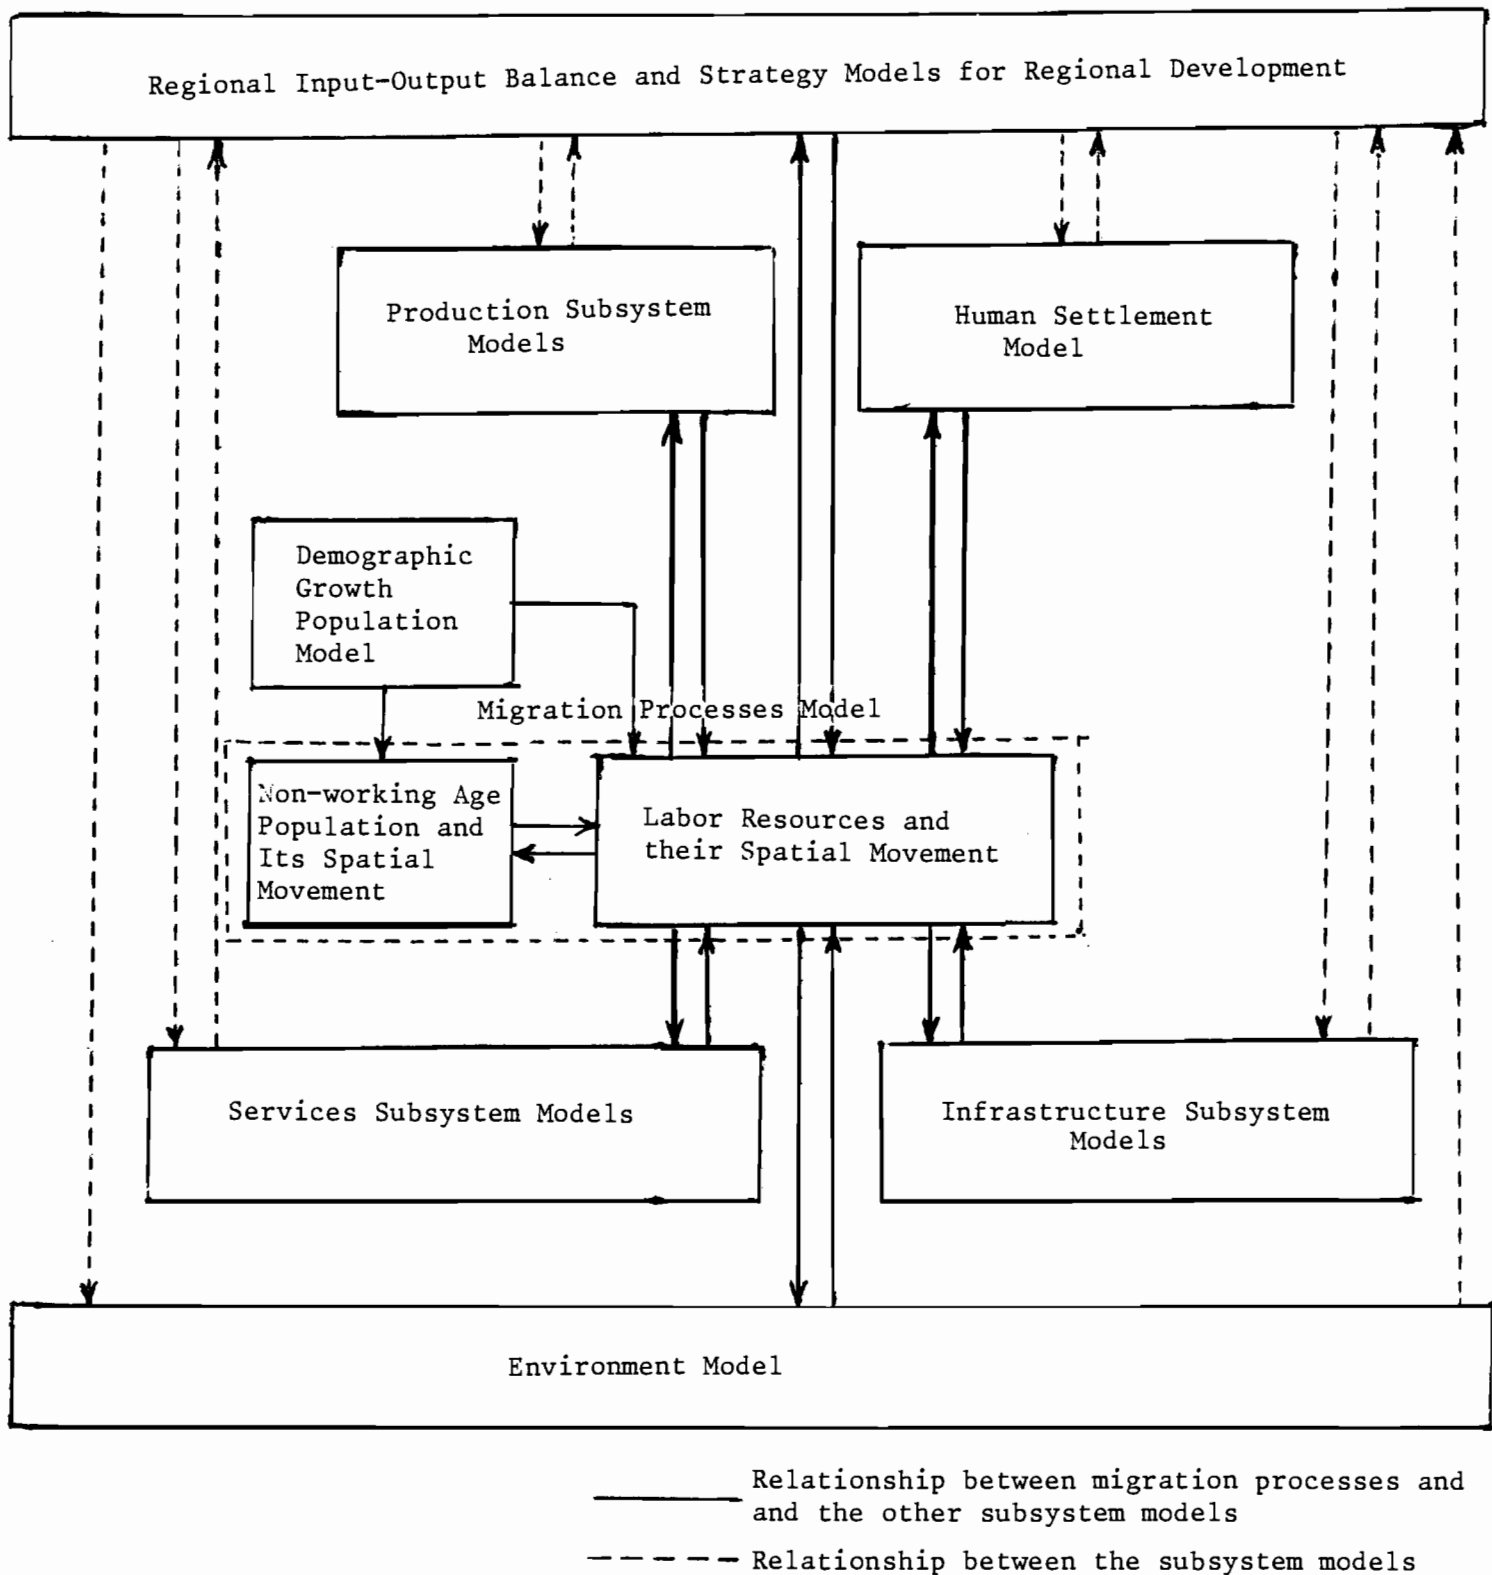 Regional Input-Output Balance and Strategy Models for Regional Development
Production Subsystem
Models
Human Settlement
Model
Demographic
Growth
Population
Model
Migration Processes Model
Non-working Age
Population and
Its Spatial
Movement
Labor Resources and
their Spatial Movement
Services Subsystem Models
Infrastructure Subsystem
Models
Environment Model
Relationship between migration processes and
and the other subsystem models
Relationship between the subsystem models